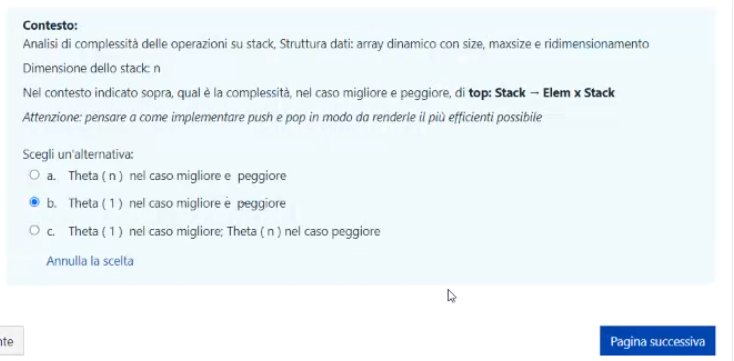 Contesto:
Analisi di complessità delle operazioni su stack, Struttura dati: array dinamico con size, maxsize e ridimensionamento
Dimensione dello stack: n
Nel contesto indicato sopra, qual è la complessità, nel caso migliore e peggiore, di top: Stack → Elem x Stack
Attenzione: pensare a come implementare push e pop in modo da renderle il più efficienti possibile
Scegli un'alternativa:
a. Theta ( n ) nel caso migliore e peggiore
b. Theta ( 1 ) nel caso migliore e peggiore
c. Theta ( 1 ) nel caso migliore; Theta ( n ) nel caso peggiore
Annulla la scelta
nte Pagina successiva